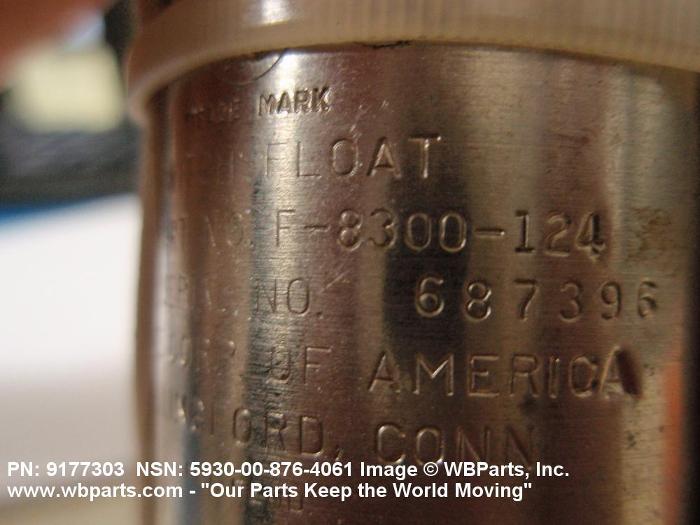 MARK
FLOAT
NO. F-8300-124
NO. 687396
OF AMERICA
CONN
PN: 9177303 NSN: 5930-00-876-4061 Image © WBParts, Inc.
www.wbparts.com - "Our Parts Keep the World Moving"